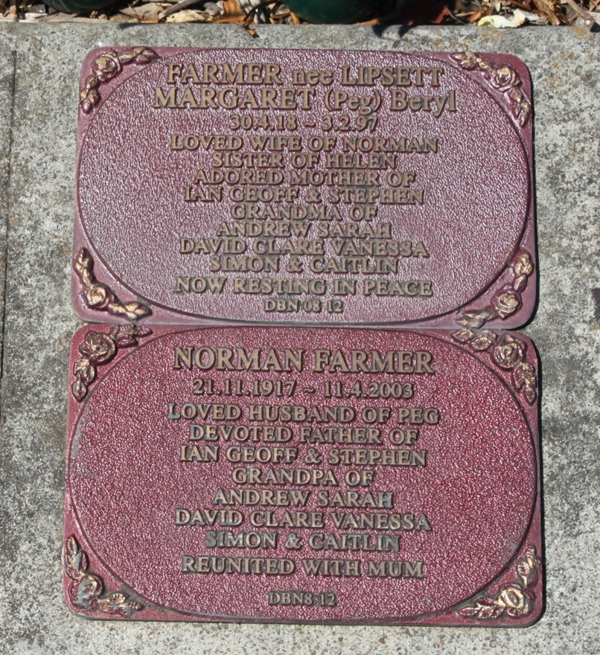 FARMER nee LIPSETT
MARGARET (Peg) Beryl
30.4.18 ~ 3.2.97
LOVED WIFE OF NORMAN
SISTER OF HELEN
ADORED MOTHER OF
IAN GEOFF & STEPHEN
GRANDMA OF
ANDREW SARAH
DAVID CLARE VANESSA
SIMON & CAITLIN
NOW RESTING IN PEACE
DBN 08 12
NORMAN FARMER
21.11.1917 ~ 11.4.2003
LOVED HUSBAND OF PEG
DEVOTED FATHER OF
IAN GEOFF & STEPHEN
GRANDPA OF
ANDREW SARAH
DAVID CLARE VANESSA
SIMON & CAITLIN
REUNITED WITH MUM
DBN8:12